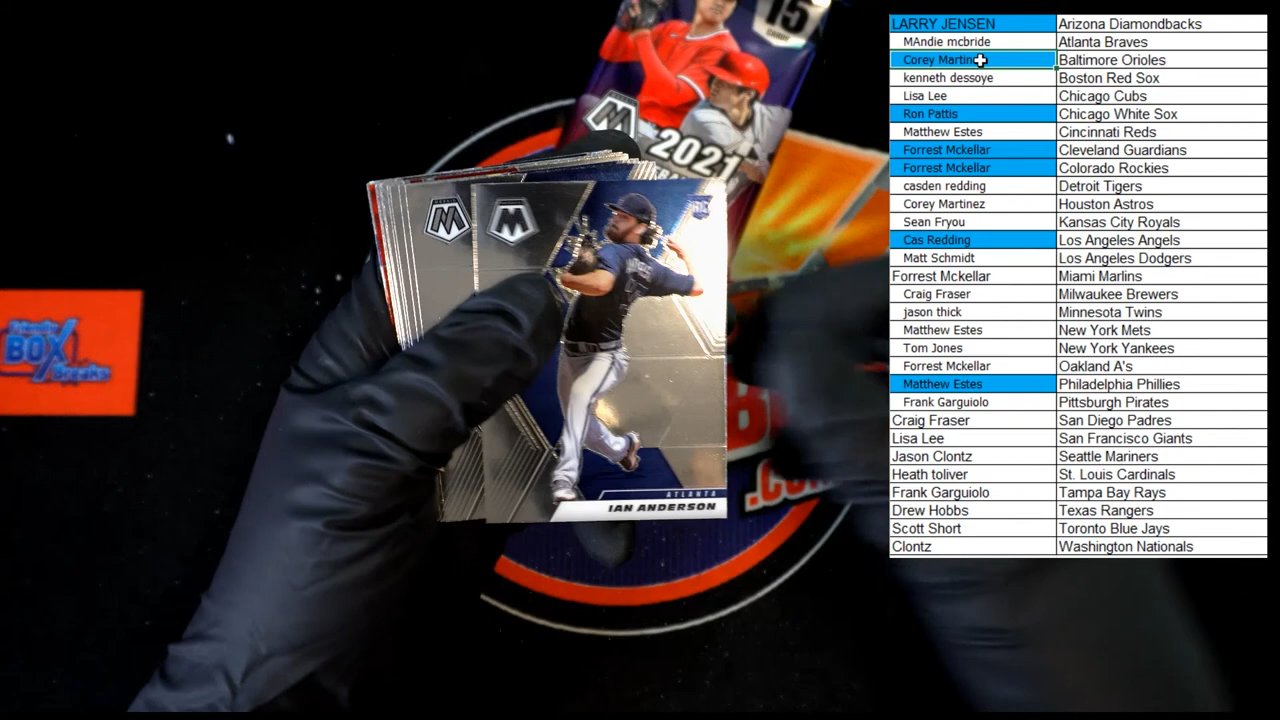 15
CARDS
2021
RC
ATLANTA
IAN ANDERSON
Friendly
BOX
Breaks
.CO
LARRY JENSEN Arizona Diamondbacks
MAndie mcbride Atlanta Braves
Corey Martin Baltimore Orioles
kenneth dessoye Boston Red Sox
Lisa Lee Chicago Cubs
Ron Pattis Chicago White Sox
Matthew Estes Cincinnati Reds
Forrest Mckellar Cleveland Guardians
Forrest Mckellar Colorado Rockies
casden redding Detroit Tigers
Corey Martinez Houston Astros
Sean Fryou Kansas City Royals
Cas Redding Los Angeles Angels
Matt Schmidt Los Angeles Dodgers
Forrest Mckellar Miami Marlins
Craig Fraser Milwaukee Brewers
jason thick Minnesota Twins
Matthew Estes New York Mets
Tom Jones New York Yankees
Forrest Mckellar Oakland A's
Matthew Estes Philadelphia Phillies
Frank Garguiolo Pittsburgh Pirates
Craig Fraser San Diego Padres
Lisa Lee San Francisco Giants
Jason Clontz Seattle Mariners
Heath toliver St. Louis Cardinals
Frank Garguiolo Tampa Bay Rays
Drew Hobbs Texas Rangers
Scott Short Toronto Blue Jays
Clontz Washington Nationals